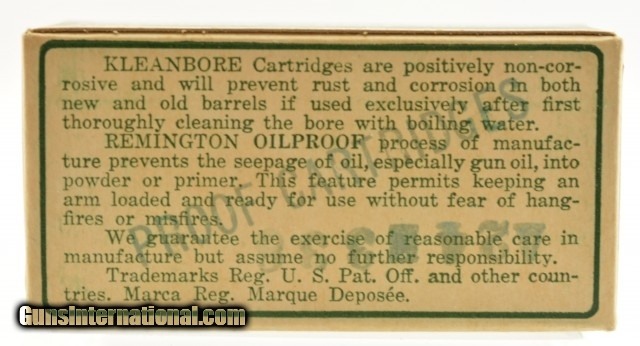 KLEANBORE Cartridges are positively non-cor-
rosive and will prevent rust and corrosion in both
new and old barrels if used exclusively after first
thoroughly cleaning the bore with boiling water.
REMINGTON OILPROOF process of manufac-
ture prevents the seepage of oil, especially gun oil, into
powder or primer. This feature permits keeping an
arm loaded and ready for use without fear of hang-
fires or misfires.
We guarantee the exercise of reasonable care in
manufacture but assume no further responsibility.
Trademarks Reg. U. S. Pat. Off. and other coun-
tries. Marca Reg. Marque Deposée.
PROOF CARTRIDGES
GunsInternational.com